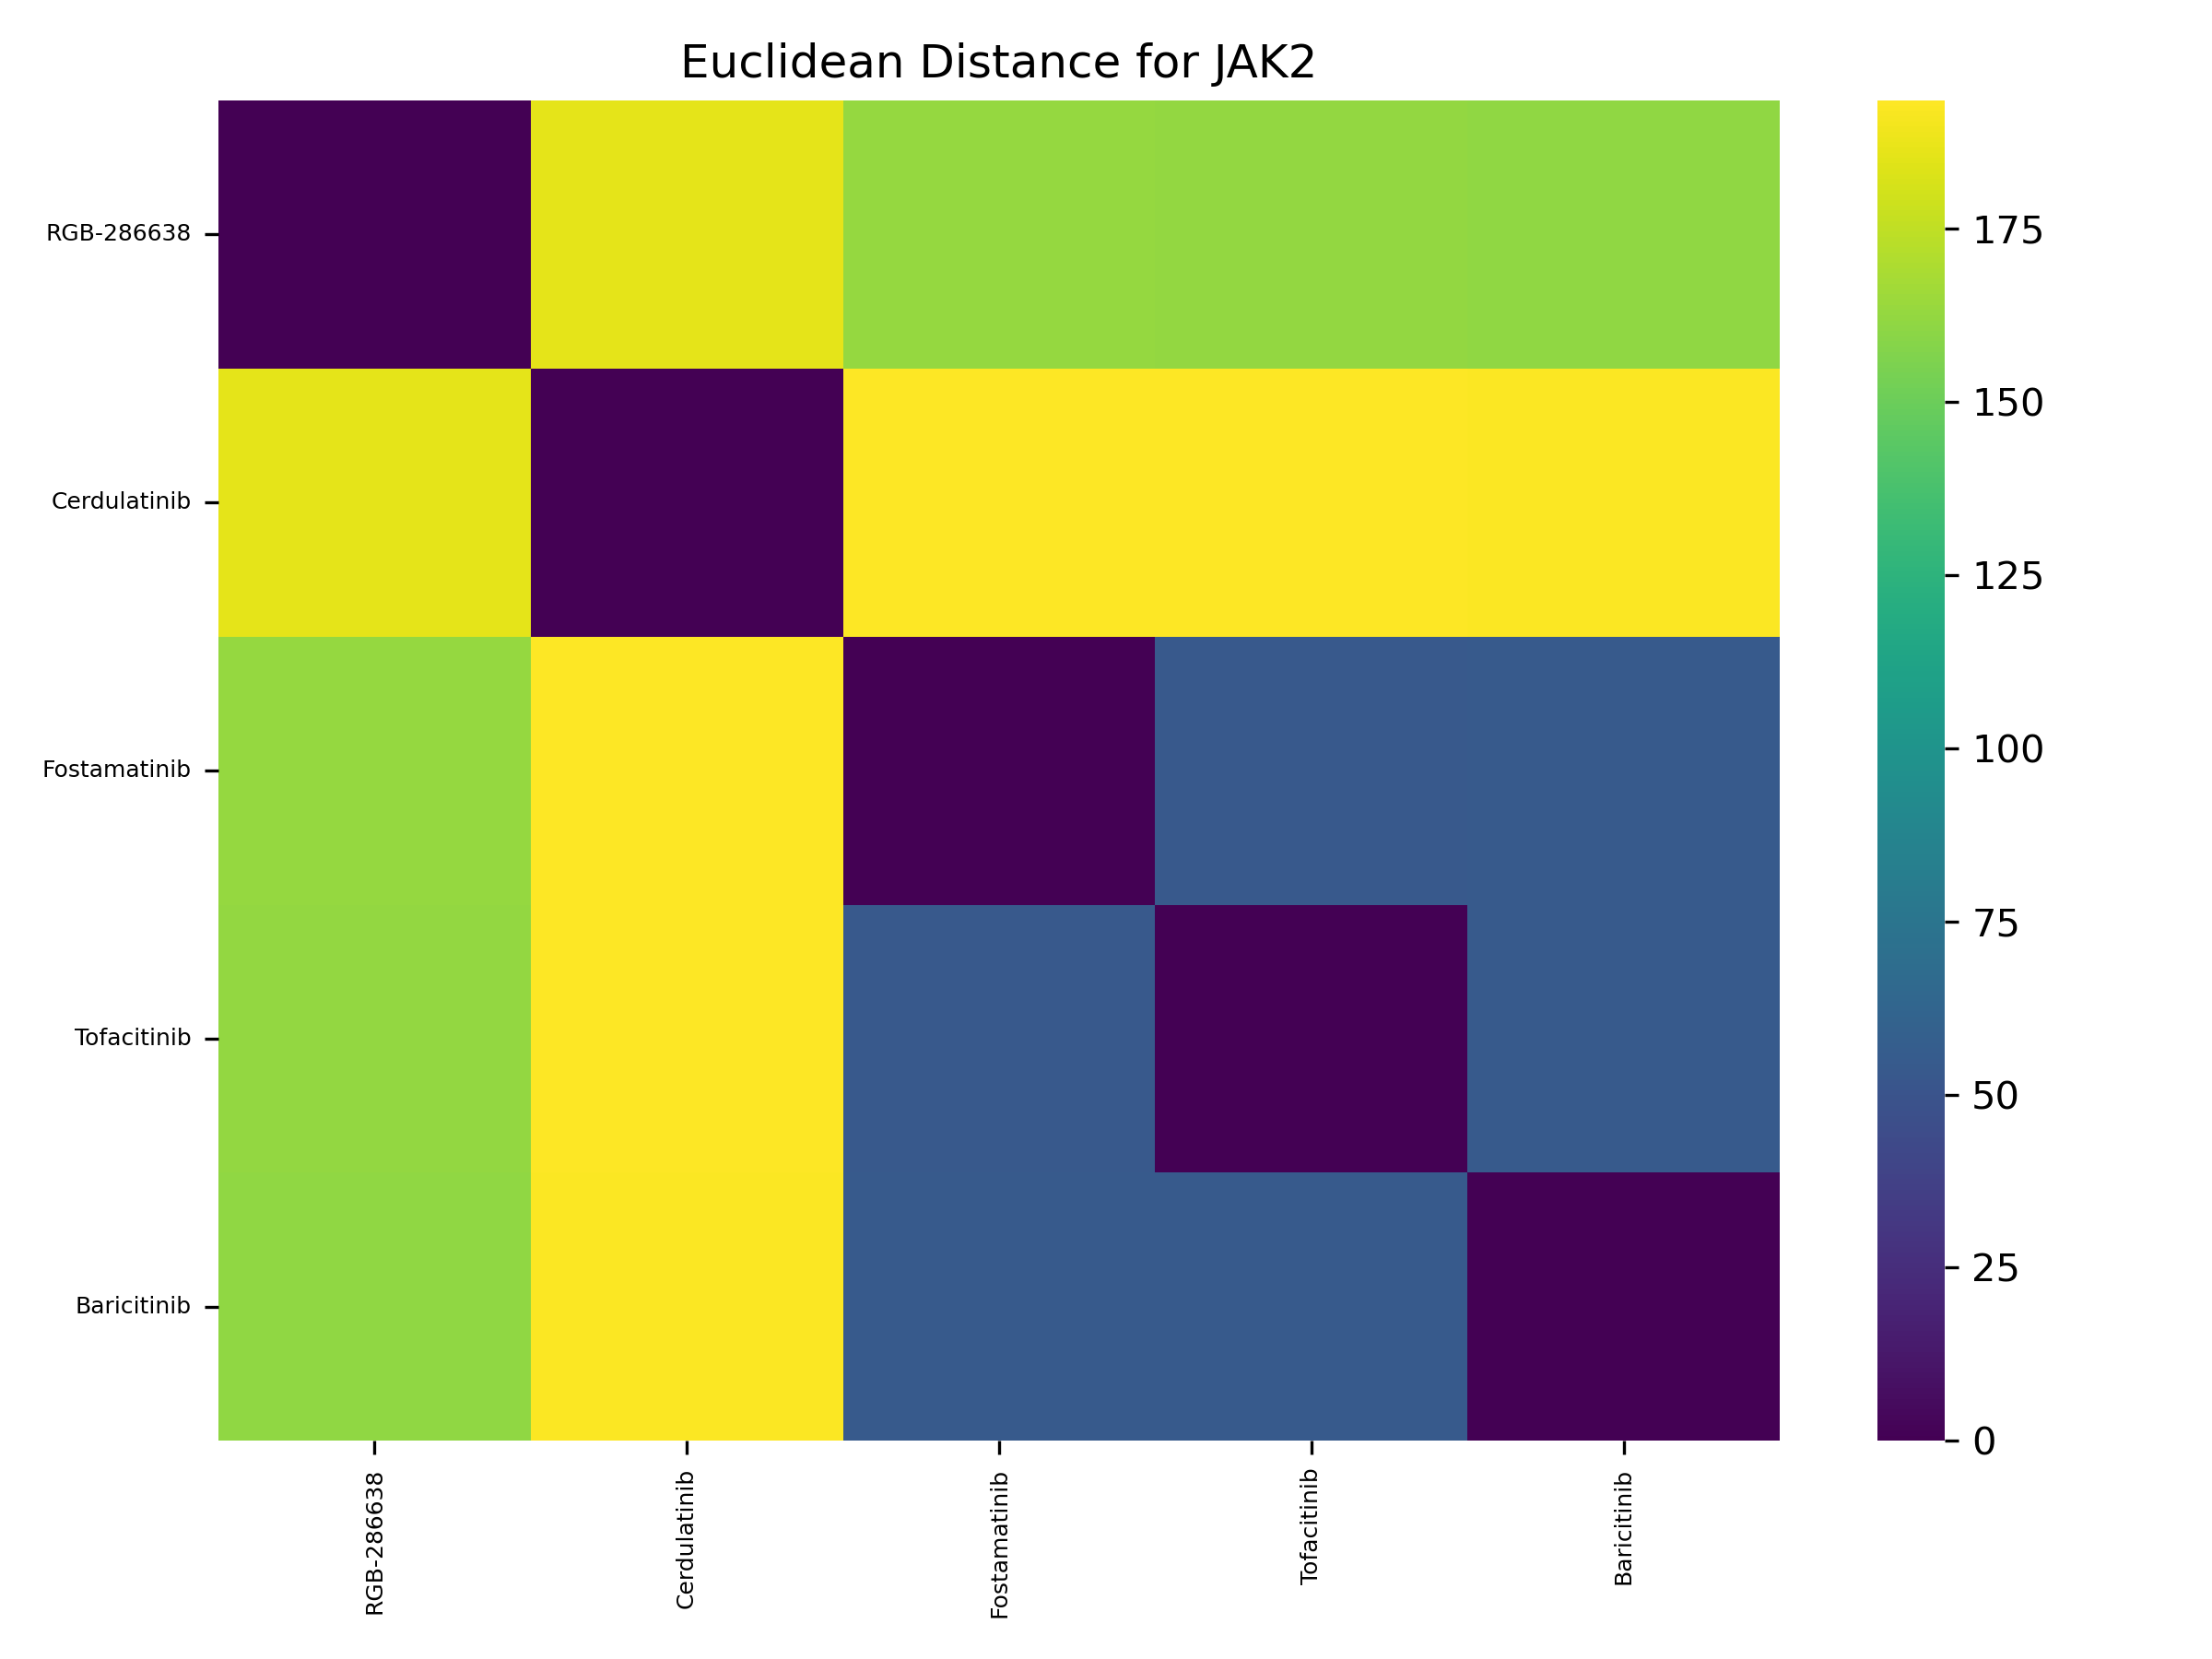 Euclidean Distance for JAK2
RGB-286638
Cerdulatinib
Fostamatinib
Tofacitinib
Baricitinib
RGB-286638
Cerdulatinib
Fostamatinib
Tofacitinib
Baricitinib
175
150
125
100
75
50
25
0